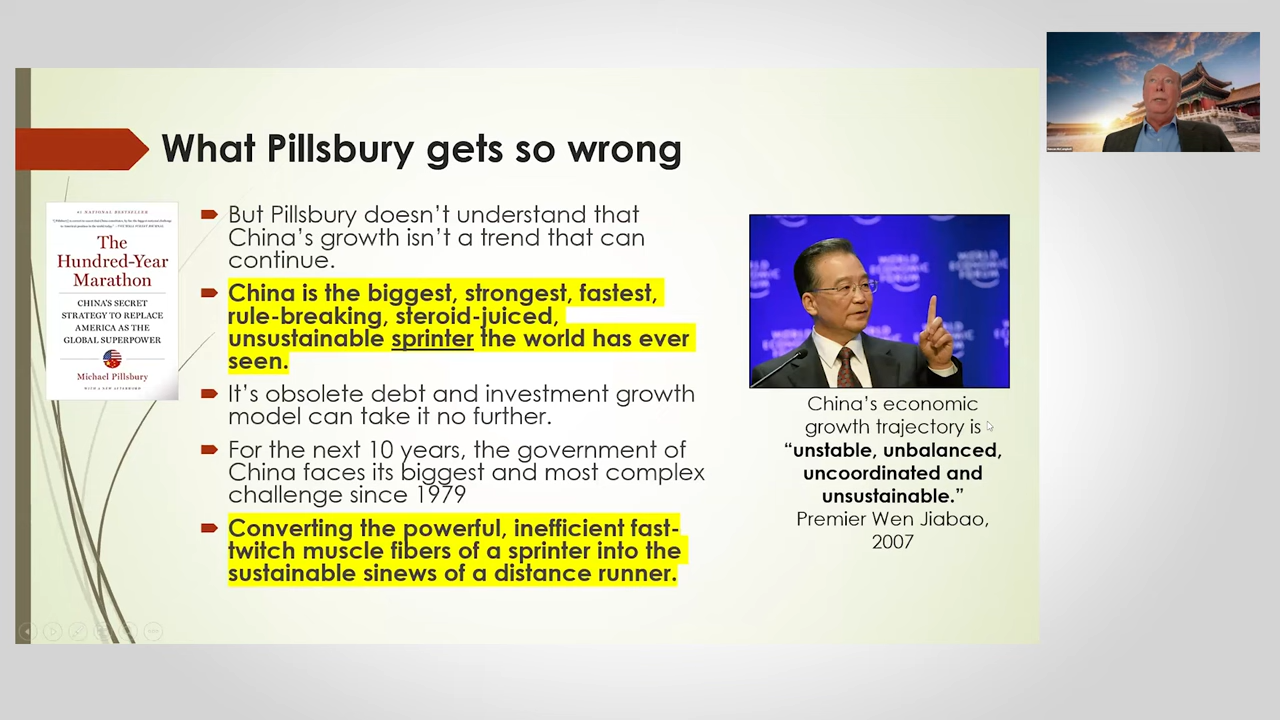 What Pillsbury gets so wrong
#1 NATIONAL BESTSELLER
The
Hundred-Year
Marathon
CHINA'S SECRET
STRATEGY TO REPLACE
AMERICA AS THE
GLOBAL SUPERPOWER
Michael Pillsbury
WITH A NEW AFTERWORD
But Pillsbury doesn't understand that
China's growth isn't a trend that can
continue.
China is the biggest, strongest, fastest,
rule-breaking, steroid-juiced,
unsustainable sprinter the world has ever
seen.
It's obsolete debt and investment growth
model can take it no further.
For the next 10 years, the government of
China faces its biggest and most complex
challenge since 1979
Converting the powerful, inefficient fast-
twitch muscle fibers of a sprinter into the
sustainable sinews of a distance runner.
WORLD
ECONOMIC
FORUM
China's economic
growth trajectory is
“unstable, unbalanced,
uncoordinated and
unsustainable.”
Premier Wen Jiabao,
2007